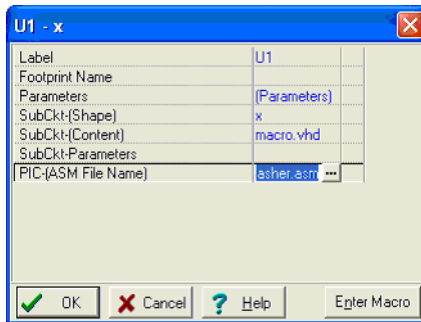 U1 - x
Label U1
Footprint Name
Parameters (Parameters)
SubCkt-(Shape) x
SubCkt-(Content) macro.vhd
SubCkt-Parameters
PIC-(ASM File Name) asher.asm ...
OK Cancel ? Help Enter Macro